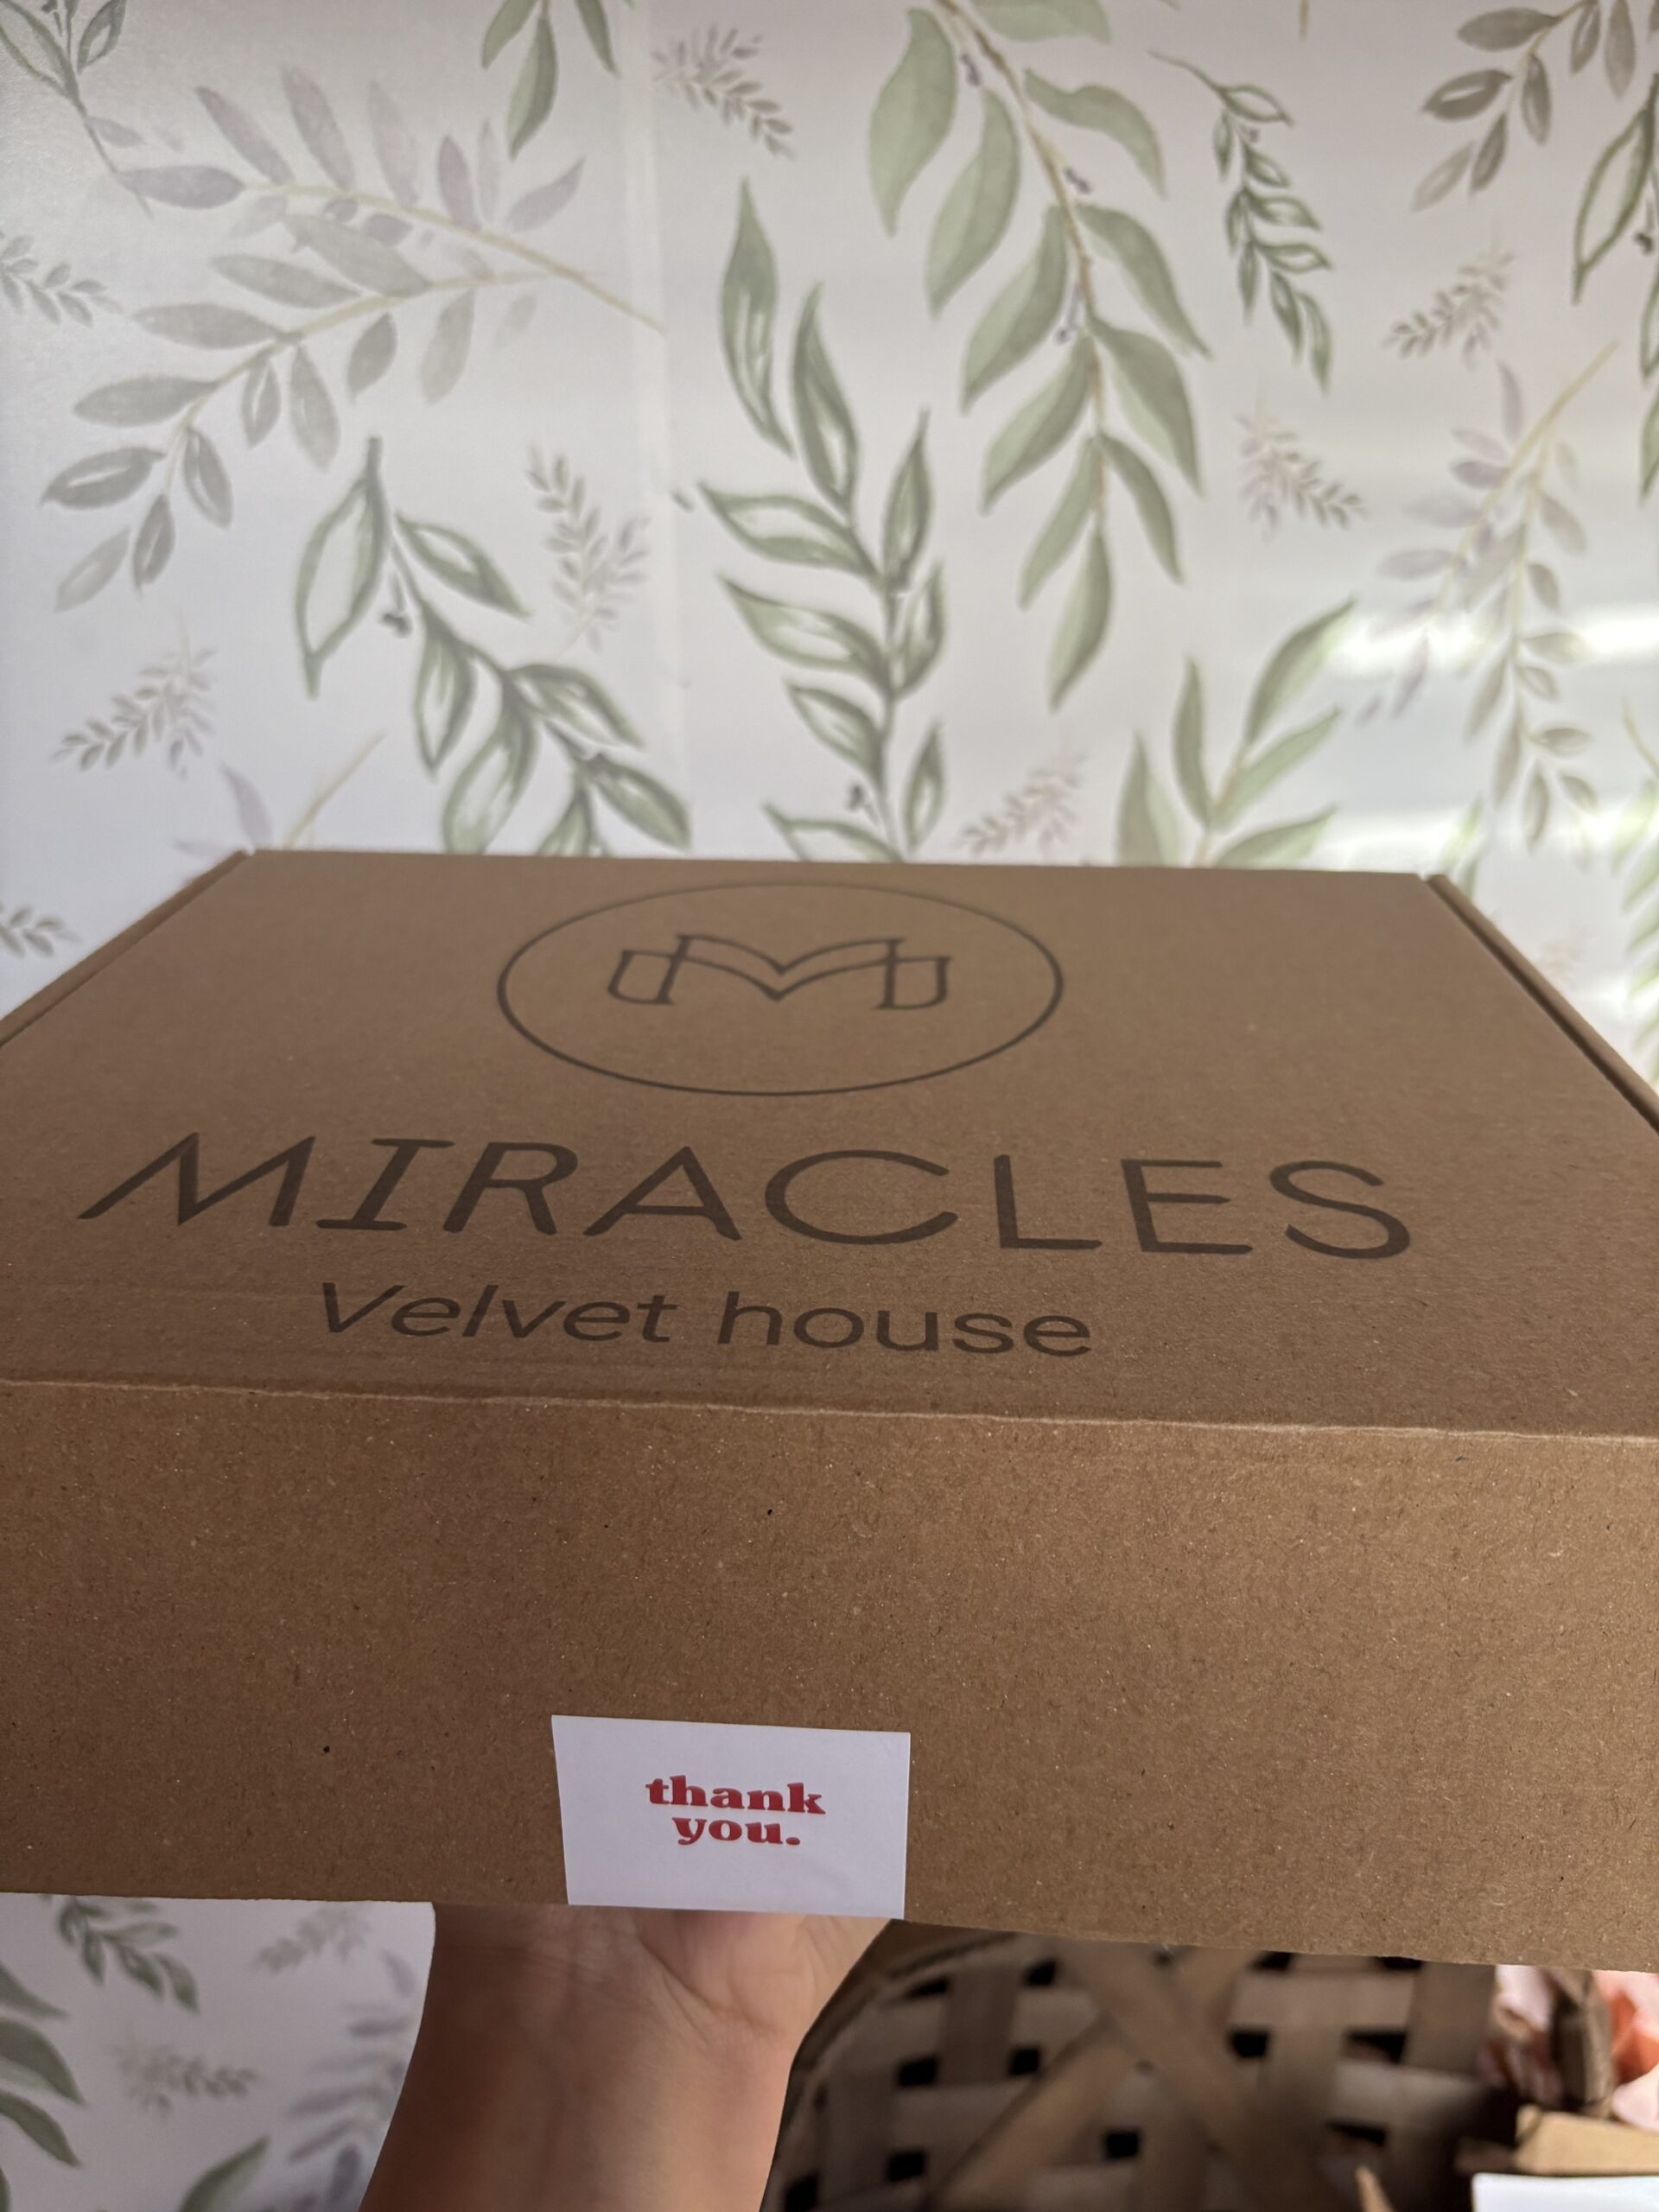 M
MIRACLES
Velvet house
thank
you.